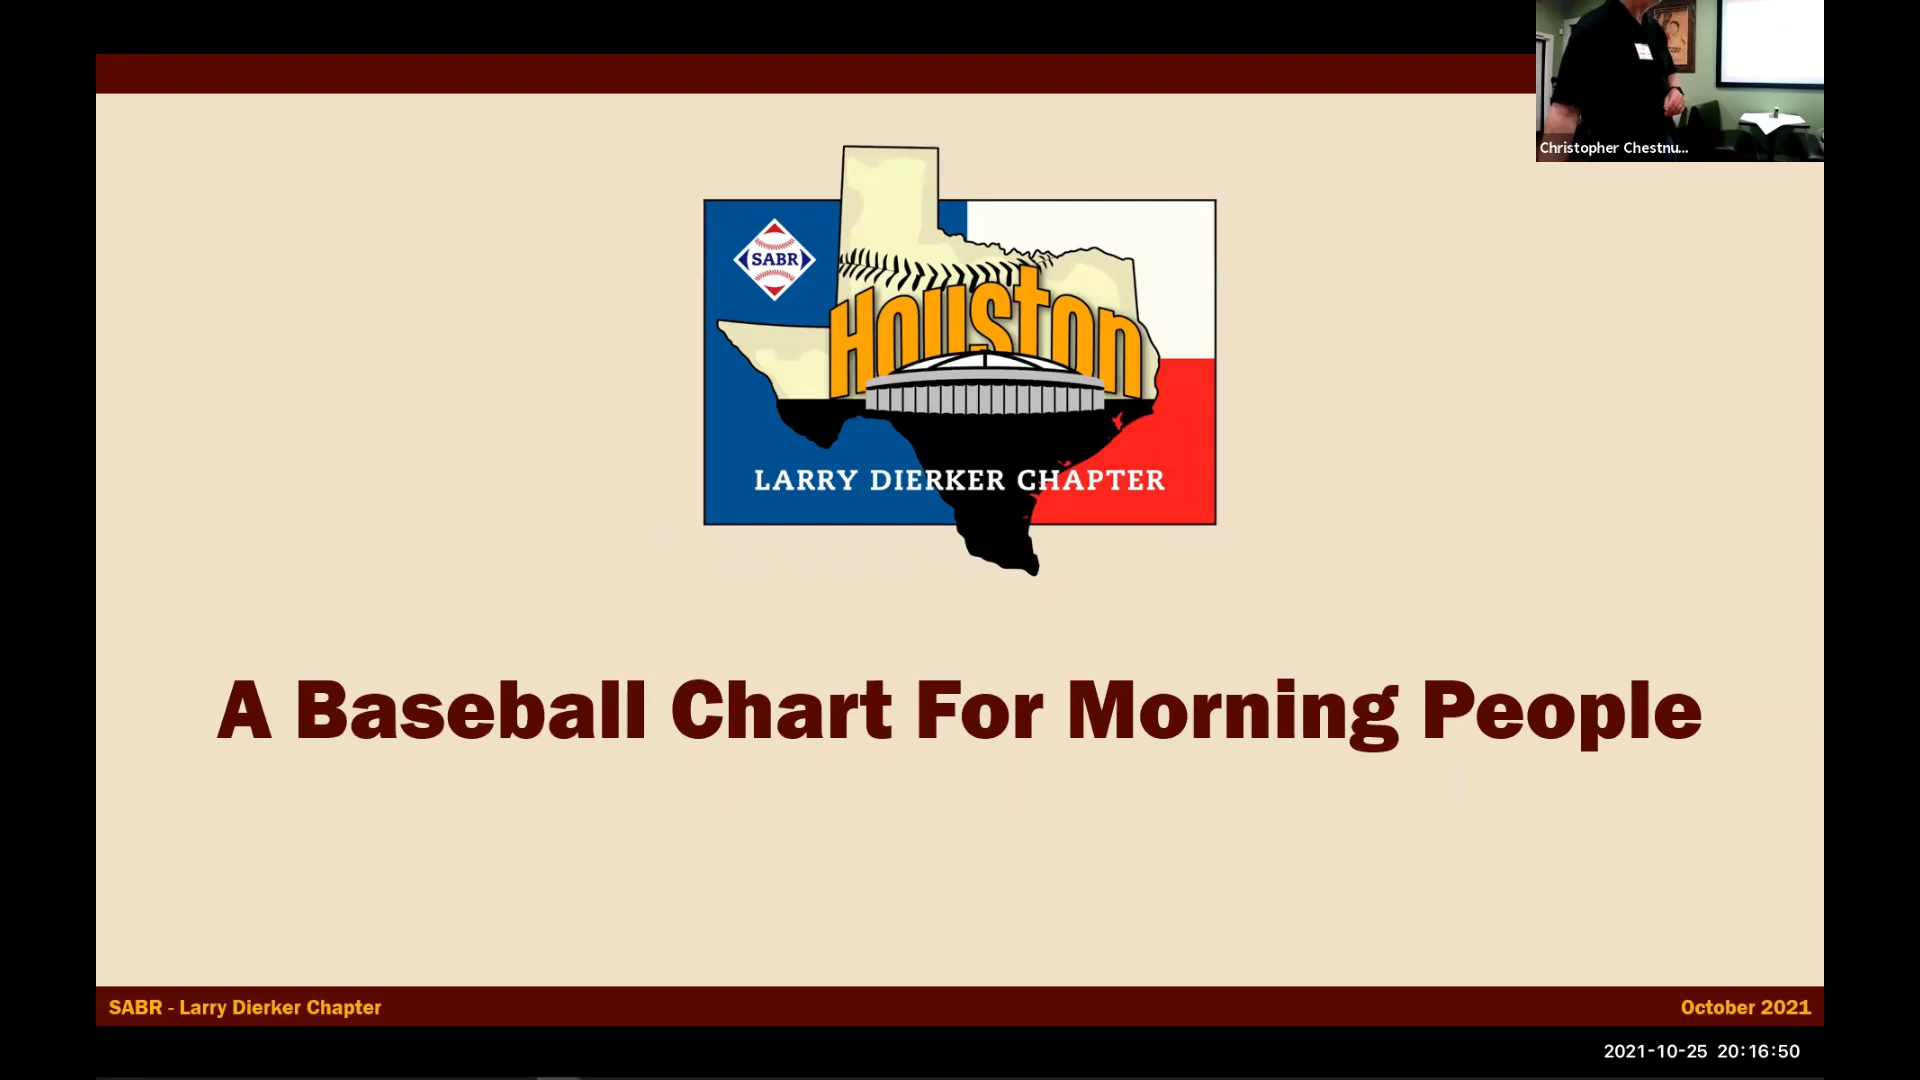 Christopher Chestnu...
SABR
Houston
LARRY DIERKER CHAPTER
A Baseball Chart For Morning People
SABR - Larry Dierker Chapter
October 2021
2021-10-25 20:16:50